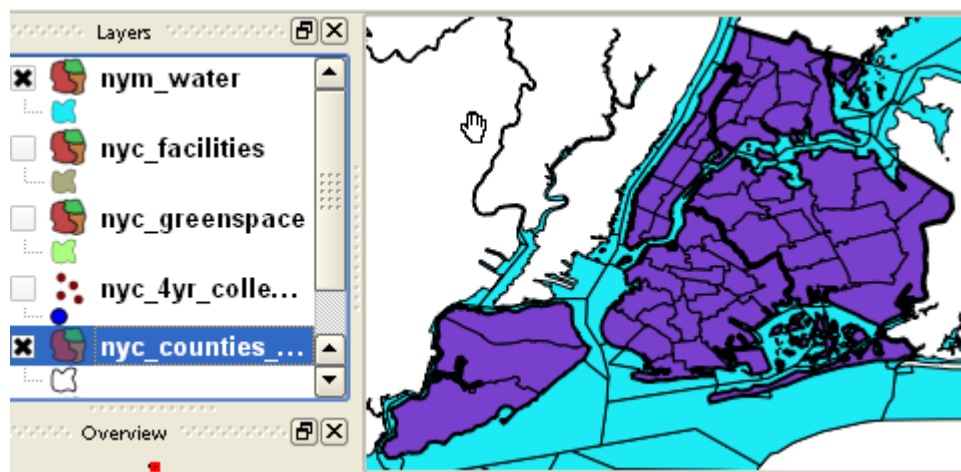 Layers
nym_water
nyc_facilities
nyc_greenspace
nyc_4yr_colle...
nyc_counties_...
Overview